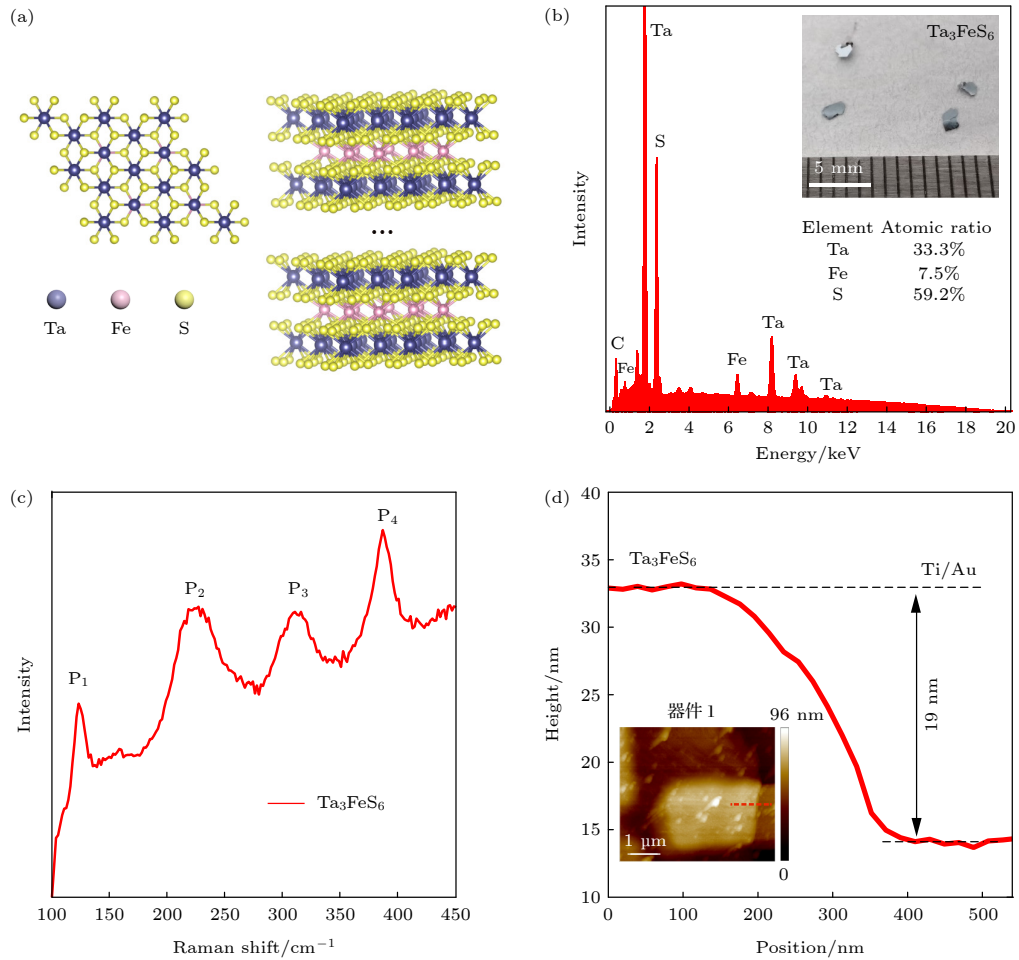 (a)
...
Ta Fe S
(b)
Intensity
Ta
S
C
Fe
Fe
Ta
Ta
Ta
Ta₃FeS₆
5 mm
Element Atomic ratio
Ta 33.3%
Fe 7.5%
S 59.2%
0 2 4 6 8 10 12 14 16 18 20
Energy/keV
(c)
Intensity
P₁
P₂
P₃
P₄
Ta₃FeS₆
100 150 200 250 300 350 400 450
Raman shift/cm⁻¹
(d)
Height/nm
40
35
30
25
20
15
10
Ta₃FeS₆
Ti/Au
19 nm
器件 1
96 nm
1 µm
0
0 100 200 300 400 500
Position/nm